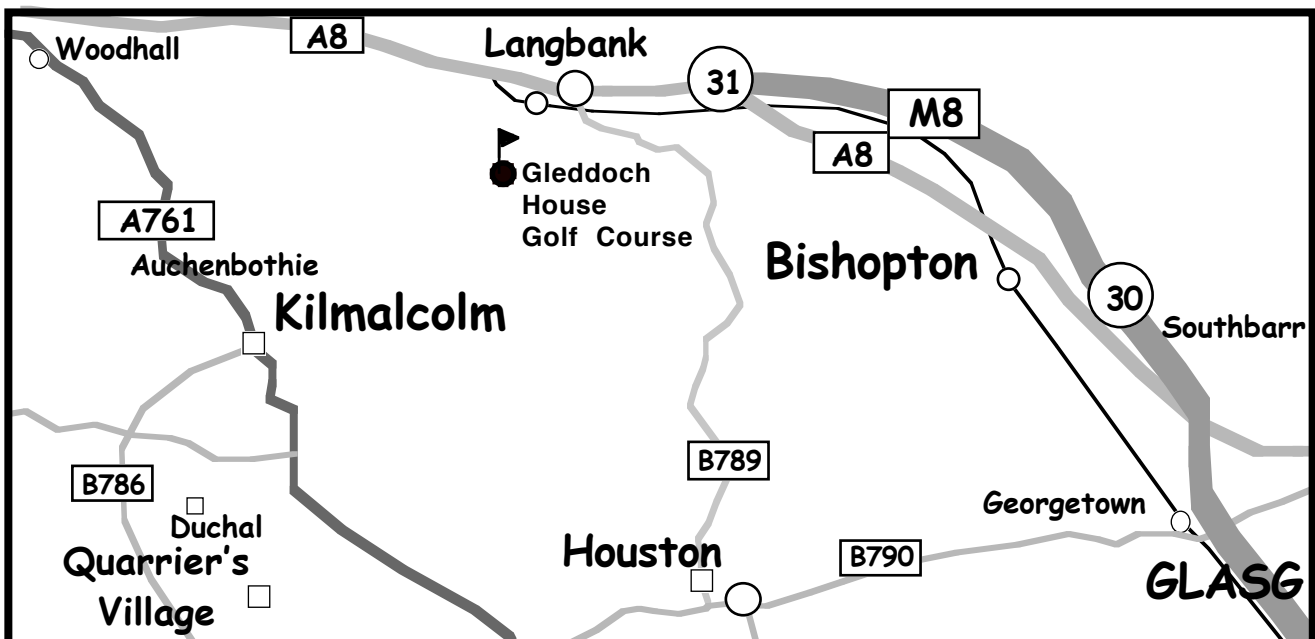 A8
Langbank
Woodhall
31
M8
A8
Gleddoch
House
Golf Course
A761
Auchenbothie
Bishopton
30
Kilmalcolm
Southbarr
B789
B786
Georgetown
Duchal
Houston
B790
Quarrier's
Village
GLASG